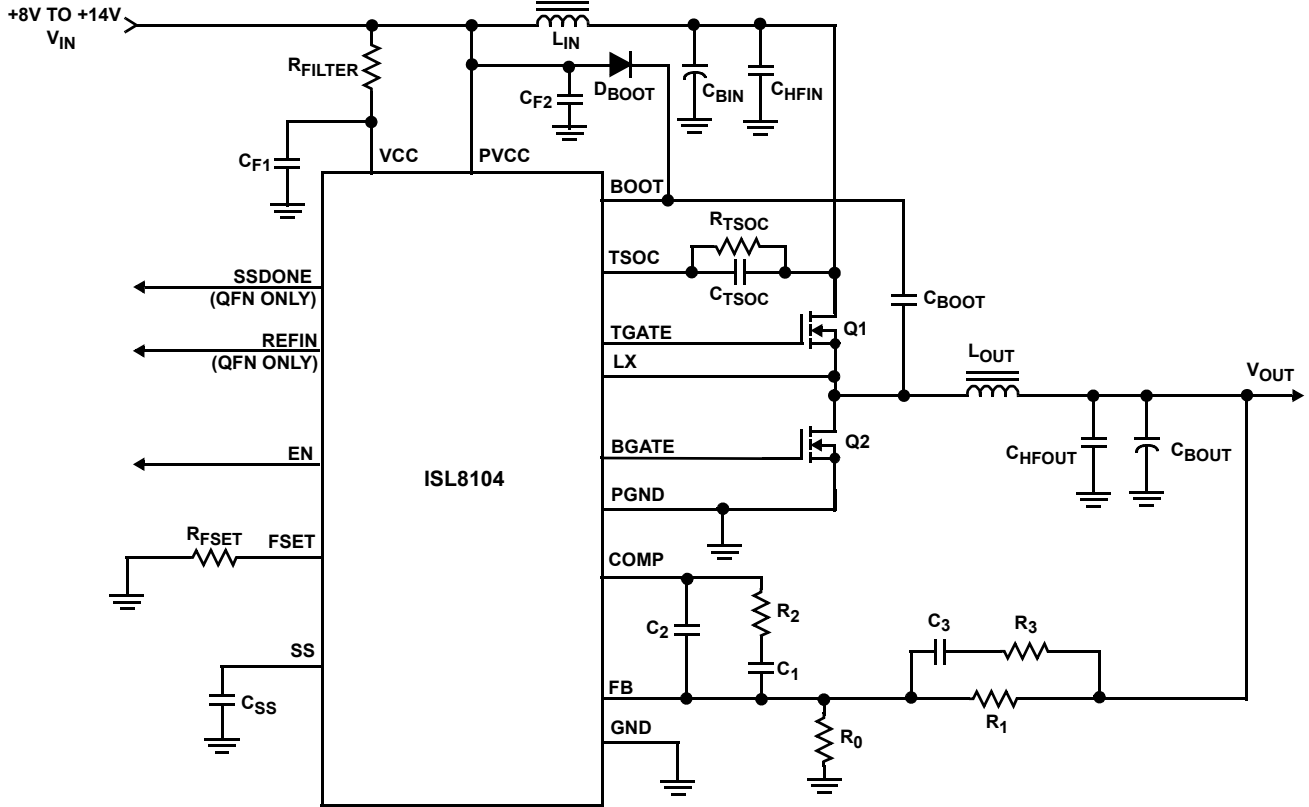 +8V TO +14V
VIN
LIN
RFILTER
CF2
DBOOT
CBIN
CHFIN
CF1
VCC
PVCC
BOOT
RTSOC
TSOC
CTSOC
SSDONE
(QFN ONLY)
CBOOT
REFIN
(QFN ONLY)
TGATE
Q1
LX
LOUT
VOUT
EN
BGATE
Q2
CHFOUT
CBOUT
ISL8104
PGND
RFSET
FSET
COMP
R2
C2
C3
R3
SS
C1
CSS
FB
R1
GND
R0